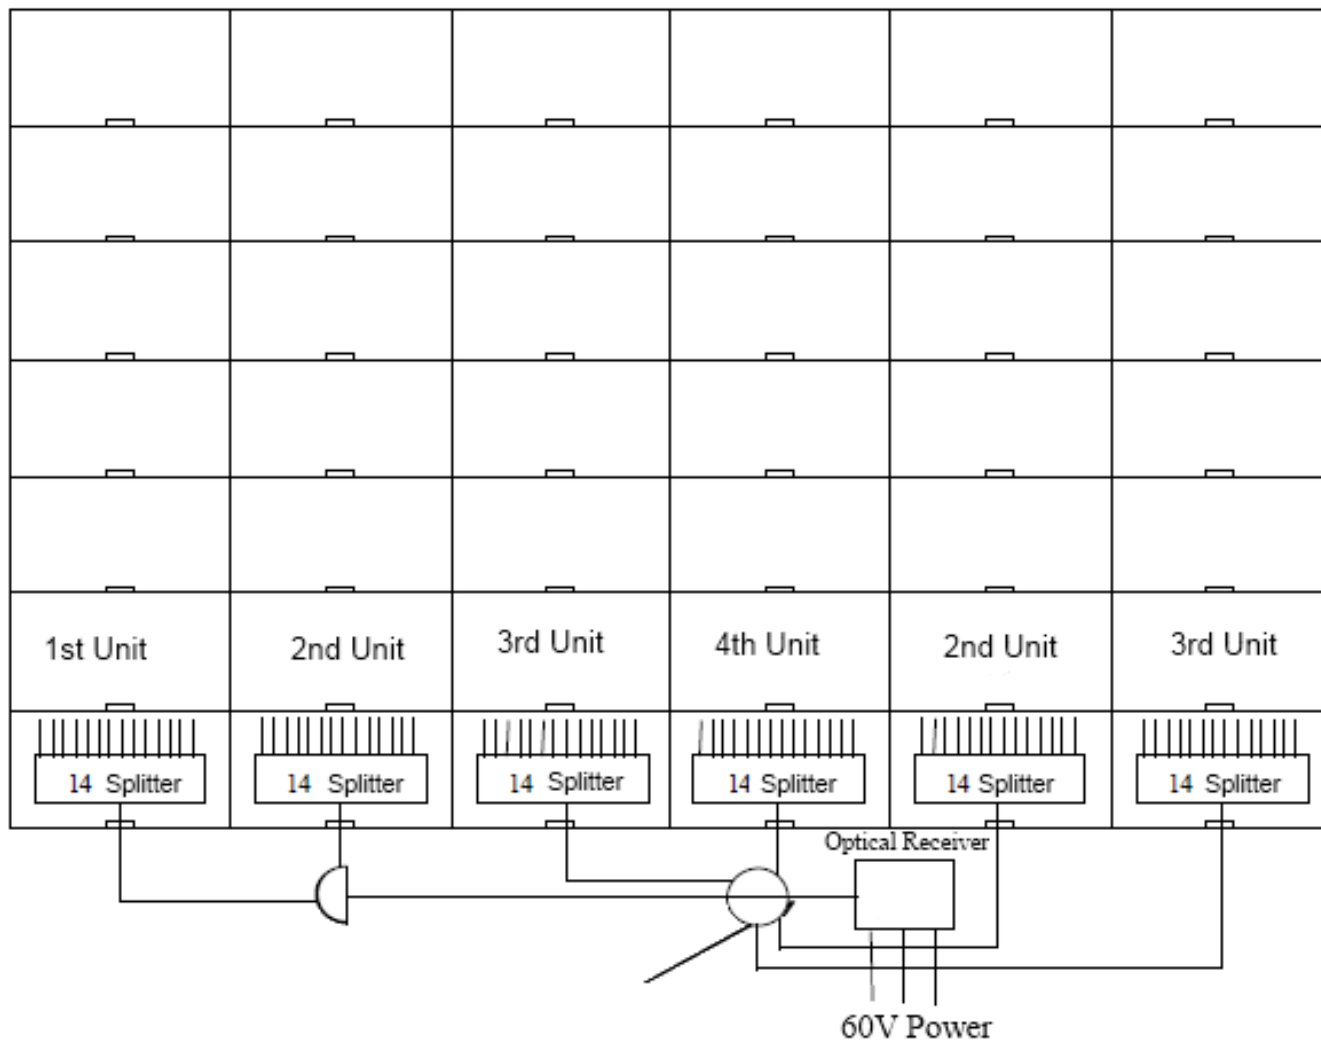 1st Unit
2nd Unit
3rd Unit
4th Unit
2nd Unit
3rd Unit
14 Splitter
14 Splitter
14 Splitter
14 Splitter
14 Splitter
14 Splitter
Optical Receiver
60V Power